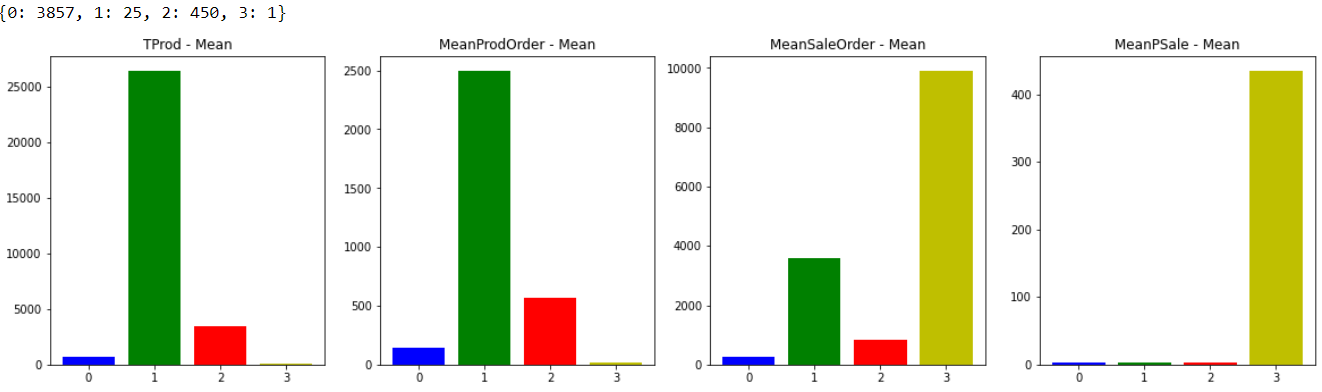 {0: 3857, 1: 25, 2: 450, 3: 1}
TProd - Mean
25000
20000
15000
10000
5000
0
0 1 2 3
MeanProdOrder - Mean
2500
2000
1500
1000
500
0
0 1 2 3
MeanSaleOrder - Mean
10000
8000
6000
4000
2000
0
0 1 2 3
MeanPSale - Mean
400
300
200
100
0
0 1 2 3